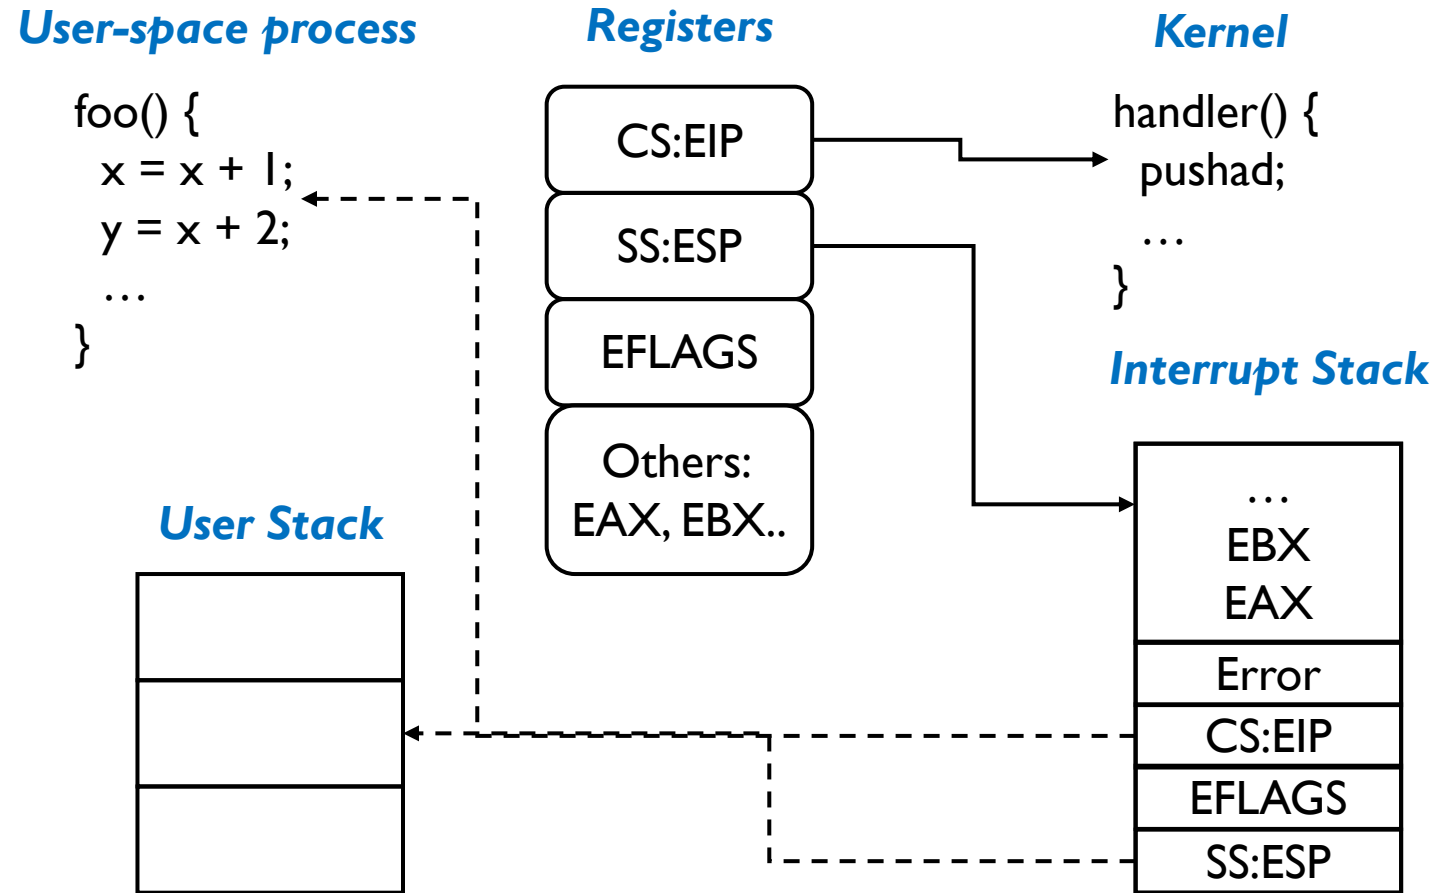 User-space process
foo() {
x = x + 1;
y = x + 2;
…
}
User Stack
Registers
CS:EIP
SS:ESP
EFLAGS
Others:
EAX, EBX..
Kernel
handler() {
pushad;
…
}
Interrupt Stack
…
EBX
EAX
Error
CS:EIP
EFLAGS
SS:ESP